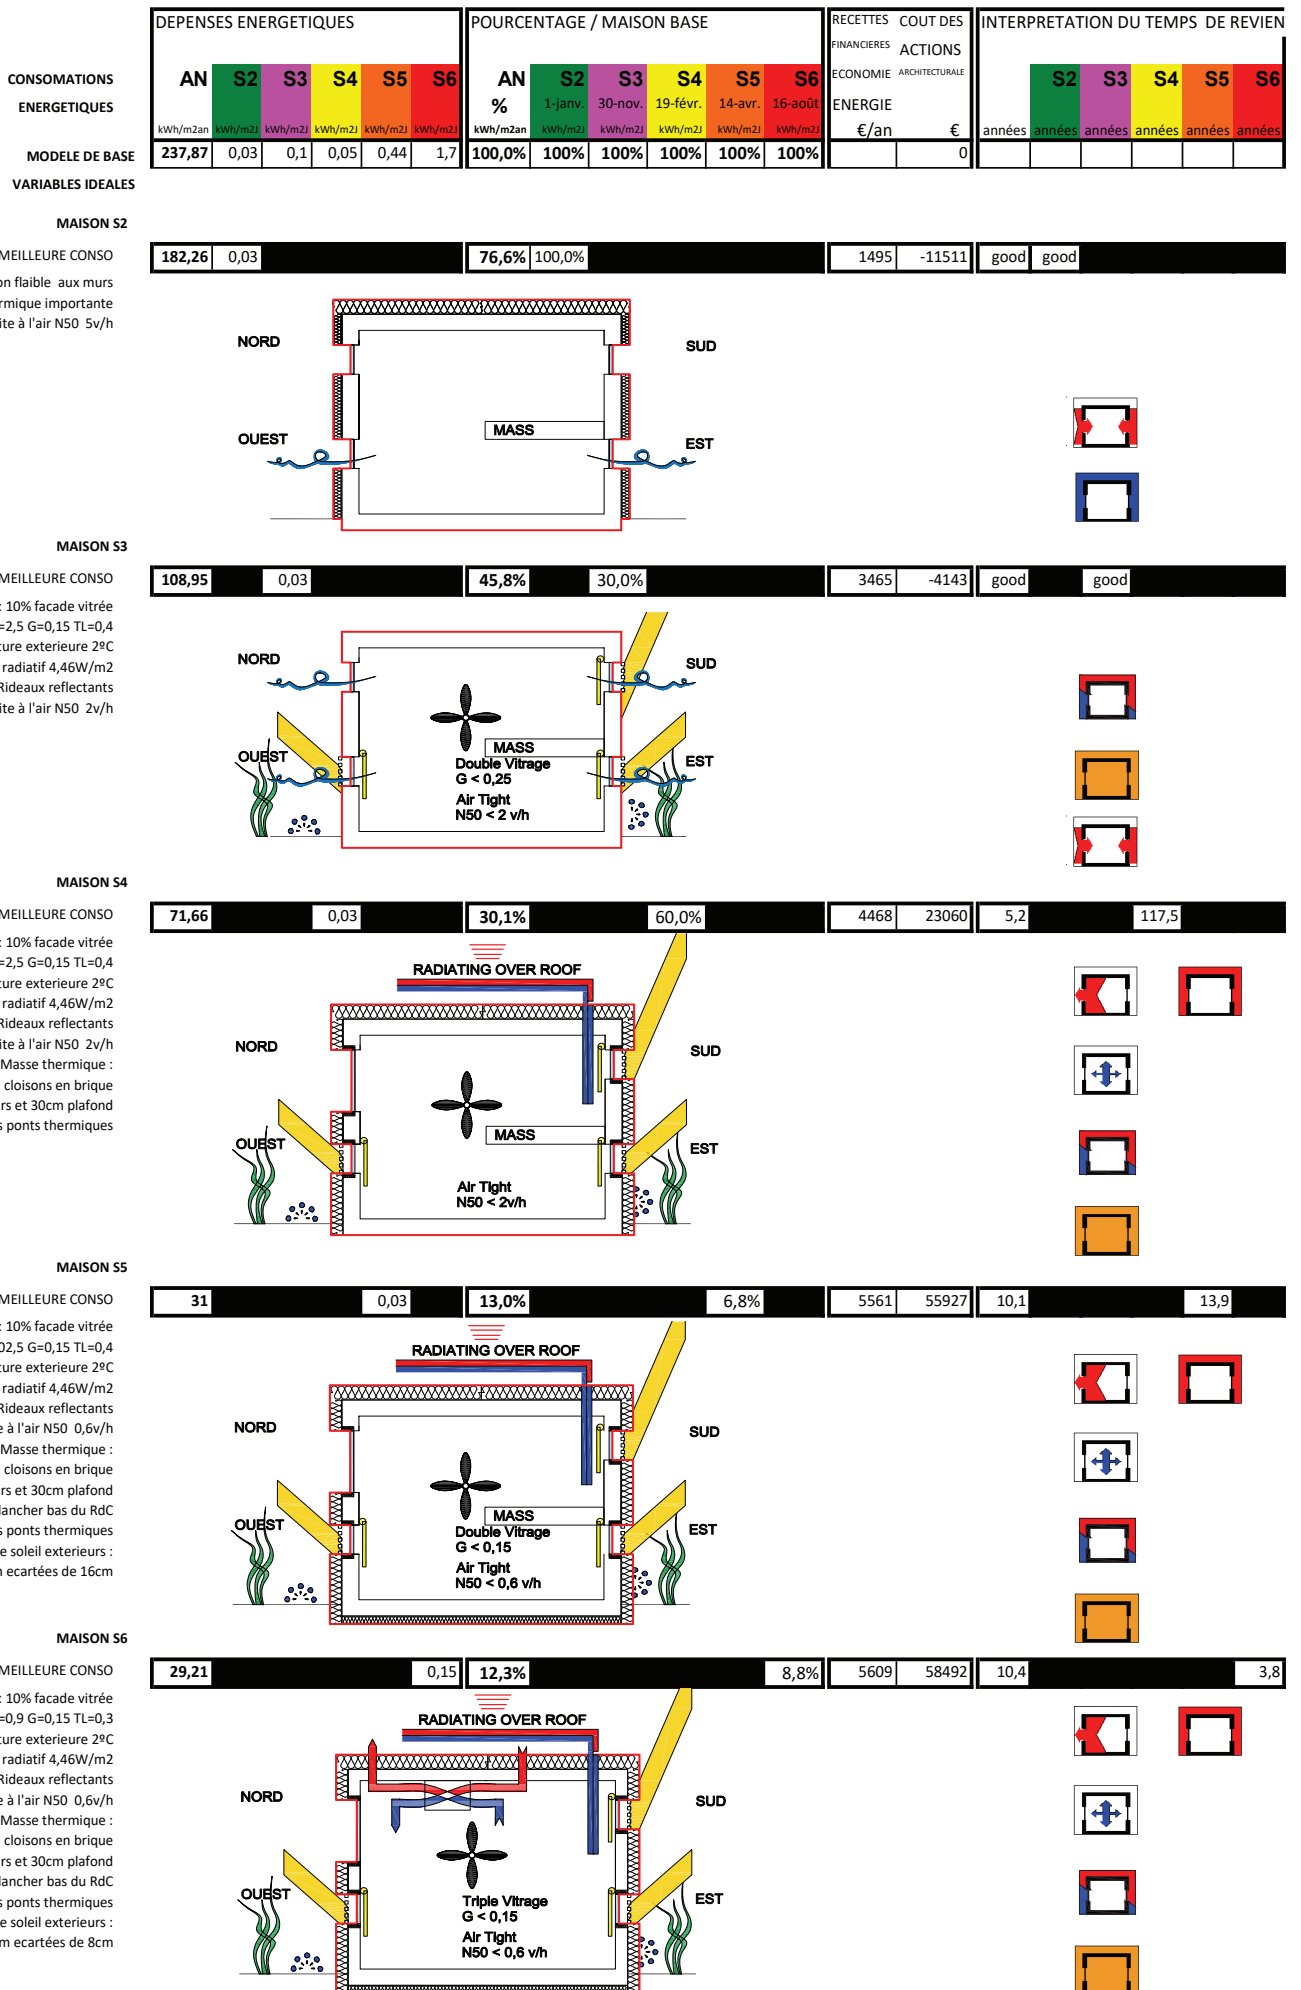 DEPENSES ENERGETIQUES POURCENTAGE / MAISON BASE RECETTES COUT DES INTERPRETATION DU TEMPS DE REVIEN
FINANCIERES ACTIONS
CONSOMATIONS AN S2 S3 S4 S5 S6 AN S2 S3 S4 S5 S6 ECONOMIE ARCHITECTURALE S2 S3 S4 S5 S6
ENERGETIQUES % 1-janv. 30-nov. 19-févr. 14-avr. 16-août ENERGIE
kWh/m2an kWh/m2J kWh/m2J kWh/m2J kWh/m2J kWh/m2J kWh/m2an kWh/m2J kWh/m2J kWh/m2J kWh/m2J kWh/m2J €/an € années années années années années années
MODELE DE BASE 237,87 0,03 0,1 0,05 0,44 1,7 100,0% 100% 100% 100% 100% 100% 0
VARIABLES IDEALES
MAISON S2
MEILLEURE CONSO 182,26 0,03 76,6% 100,0% 1495 -11511 good good
on flaible aux murs
rmique importante
ite à l'air N50 5v/h
NORD SUD
MASS
OUEST EST
MAISON S3
MEILLEURE CONSO 108,95 0,03 45,8% 30,0% 3465 -4143 good good
: 10% facade vitrée
=2,5 G=0,15 TL=0,4
ture exterieure 2ºC
radiatif 4,46W/m2
Rideaux reflectants
ite à l'air N50 2v/h
NORD SUD
MASS
OUEST EST
Double Vitrage
G < 0,25
Air Tight
N50 < 2 v/h
MAISON S4
MEILLEURE CONSO 71,66 0,03 30,1% 60,0% 4468 23060 5,2 117,5
: 10% facade vitrée
=2,5 G=0,15 TL=0,4
ture exterieure 2ºC
radiatif 4,46W/m2
Rideaux reflectants
ite à l'air N50 2v/h
Masse thermique :
cloisons en brique
rs et 30cm plafond
s ponts thermiques
RADIATING OVER ROOF
NORD SUD
MASS
OUEST EST
Air Tight
N50 < 2v/h
MAISON S5
MEILLEURE CONSO 31 0,03 13,0% 6,8% 5561 55927 10,1 13,9
: 10% facade vitrée
02,5 G=0,15 TL=0,4
ture exterieure 2ºC
radiatif 4,46W/m2
Rideaux reflectants
e à l'air N50 0,6v/h
Masse thermique :
cloisons en brique
rs et 30cm plafond
lancher bas du RdC
s ponts thermiques
e soleil exterieurs :
n ecartées de 16cm
RADIATING OVER ROOF
NORD SUD
MASS
OUEST EST
Double Vitrage
G < 0,15
Air Tight
N50 < 0,6 v/h
MAISON S6
MEILLEURE CONSO 29,21 0,15 12,3% 8,8% 5609 58492 10,4 3,8
: 10% facade vitrée
=0,9 G=0,15 TL=0,3
ture exterieure 2ºC
radiatif 4,46W/m2
Rideaux reflectants
e à l'air N50 0,6v/h
Masse thermique :
cloisons en brique
rs et 30cm plafond
lancher bas du RdC
s ponts thermiques
e soleil exterieurs :
m ecartées de 8cm
RADIATING OVER ROOF
NORD SUD
OUEST EST
Triple Vitrage
G < 0,15
Air Tight
N50 < 0,6 v/h